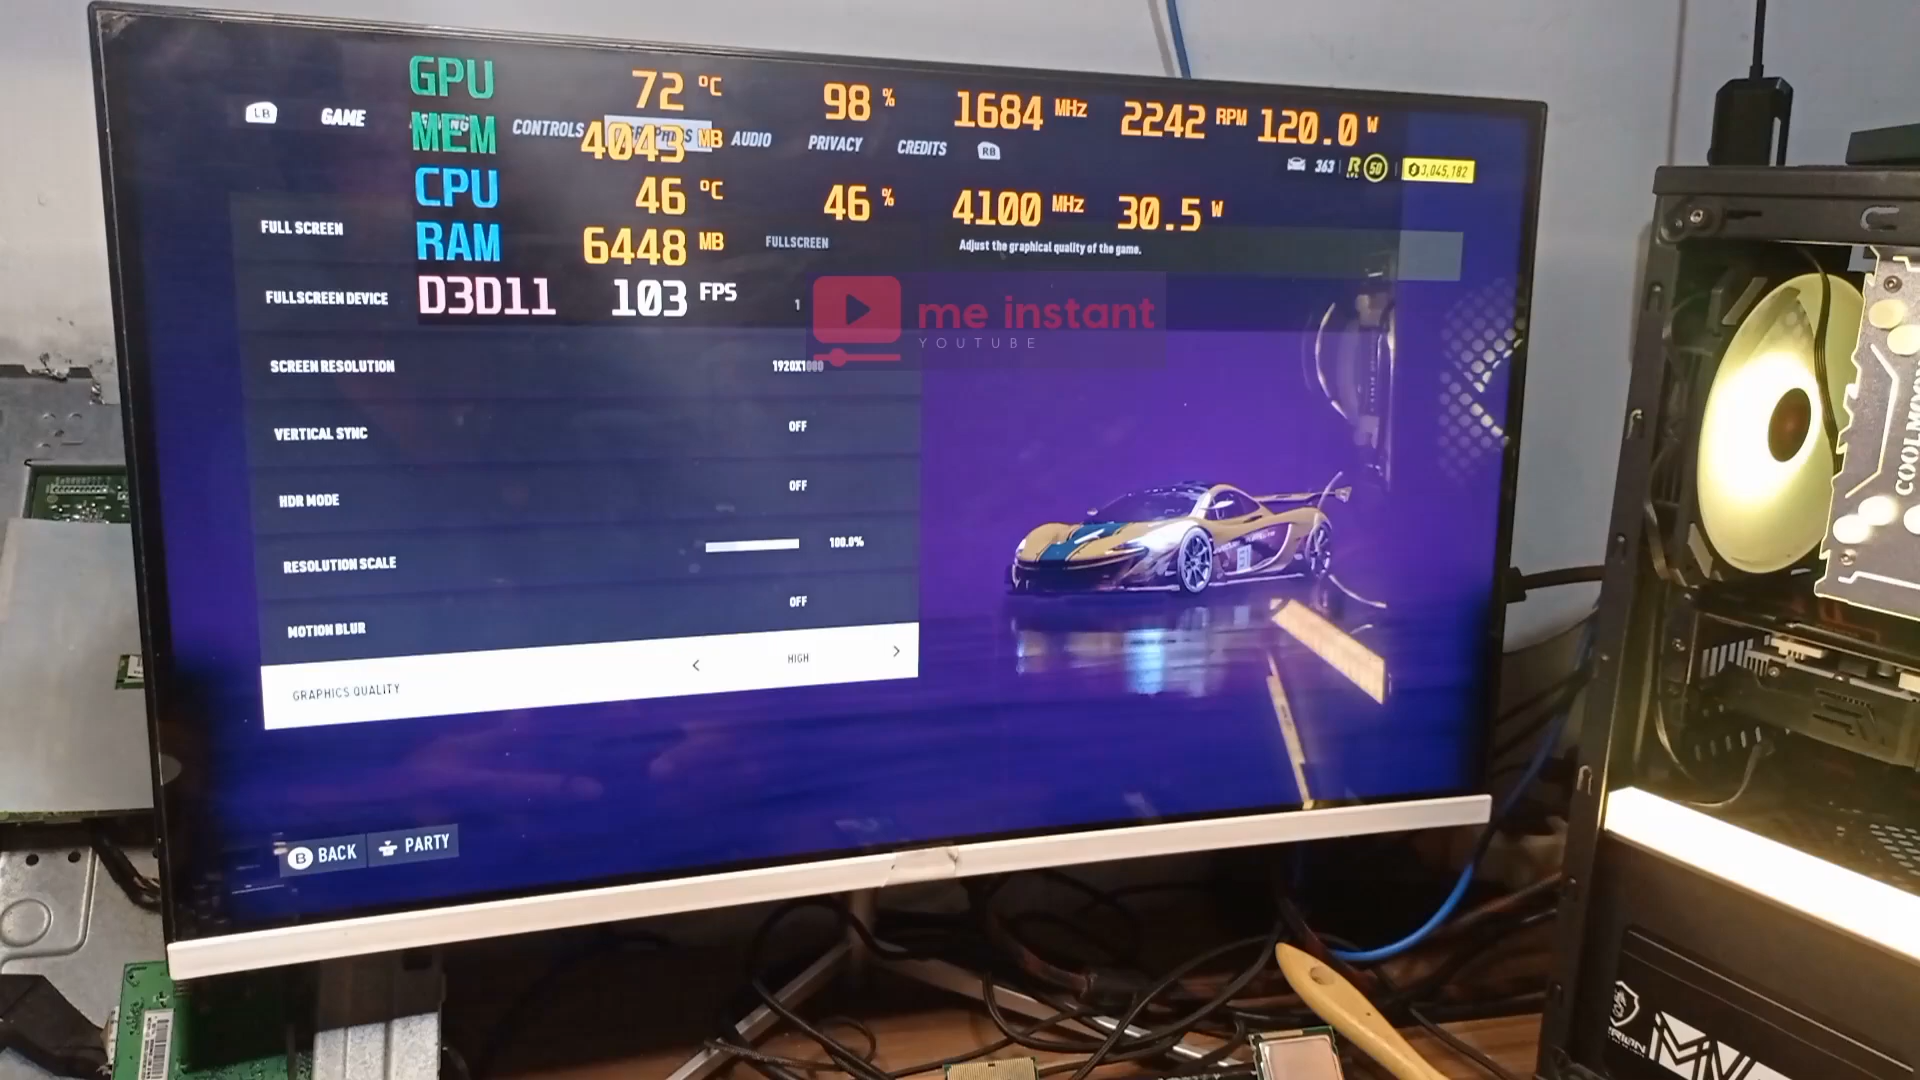 GPU 72 °C 98 % 1684 MHz 2242 RPM 120.0 W
LB GAME CONTROLS AUDIO PRIVACY CREDITS RB
MEM 4043 MB
363 50 3,045,182
CPU 46 °C 46 % 4100 MHz 30.5 W
FULL SCREEN FULLSCREEN
RAM 6448 MB
Adjust the graphical quality of the game.
FULLSCREEN DEVICE 1
D3D11 103 FPS
me instant
YOUTUBE
SCREEN RESOLUTION 1920X1080
VERTICAL SYNC OFF
HDR MODE OFF
RESOLUTION SCALE 100.0%
MOTION BLUR OFF
GRAPHICS QUALITY < HIGH >
B BACK PARTY
COOLMOON